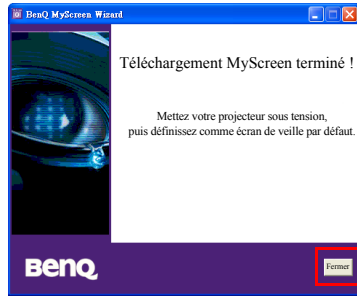 BenQ MyScreen Wizard
Téléchargement MyScreen terminé !
Mettez votre projecteur sous tension,
puis définissez comme écran de veille par défaut.
BenQ
Fermer